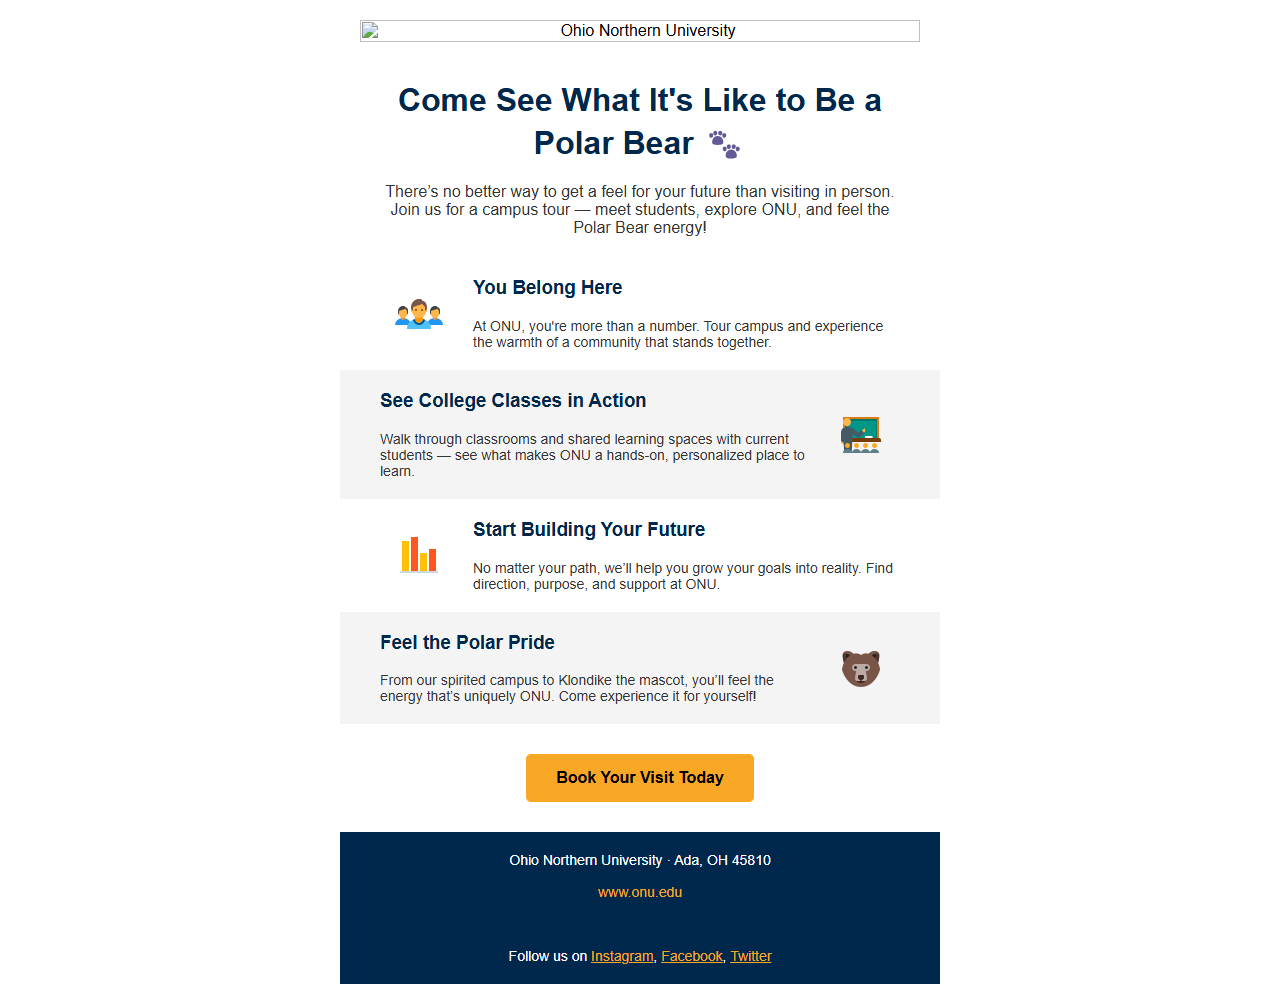 Ohio Northern University
Come See What It's Like to Be a
Polar Bear 🐾
There’s no better way to get a feel for your future than visiting in person.
Join us for a campus tour — meet students, explore ONU, and feel the
Polar Bear energy!
You Belong Here
At ONU, you're more than a number. Tour campus and experience
the warmth of a community that stands together.
See College Classes in Action
Walk through classrooms and shared learning spaces with current
students — see what makes ONU a hands-on, personalized place to
learn.
Start Building Your Future
No matter your path, we’ll help you grow your goals into reality. Find
direction, purpose, and support at ONU.
Feel the Polar Pride
From our spirited campus to Klondike the mascot, you’ll feel the
energy that’s uniquely ONU. Come experience it for yourself!
Book Your Visit Today
Ohio Northern University · Ada, OH 45810
www.onu.edu
Follow us on Instagram, Facebook, Twitter